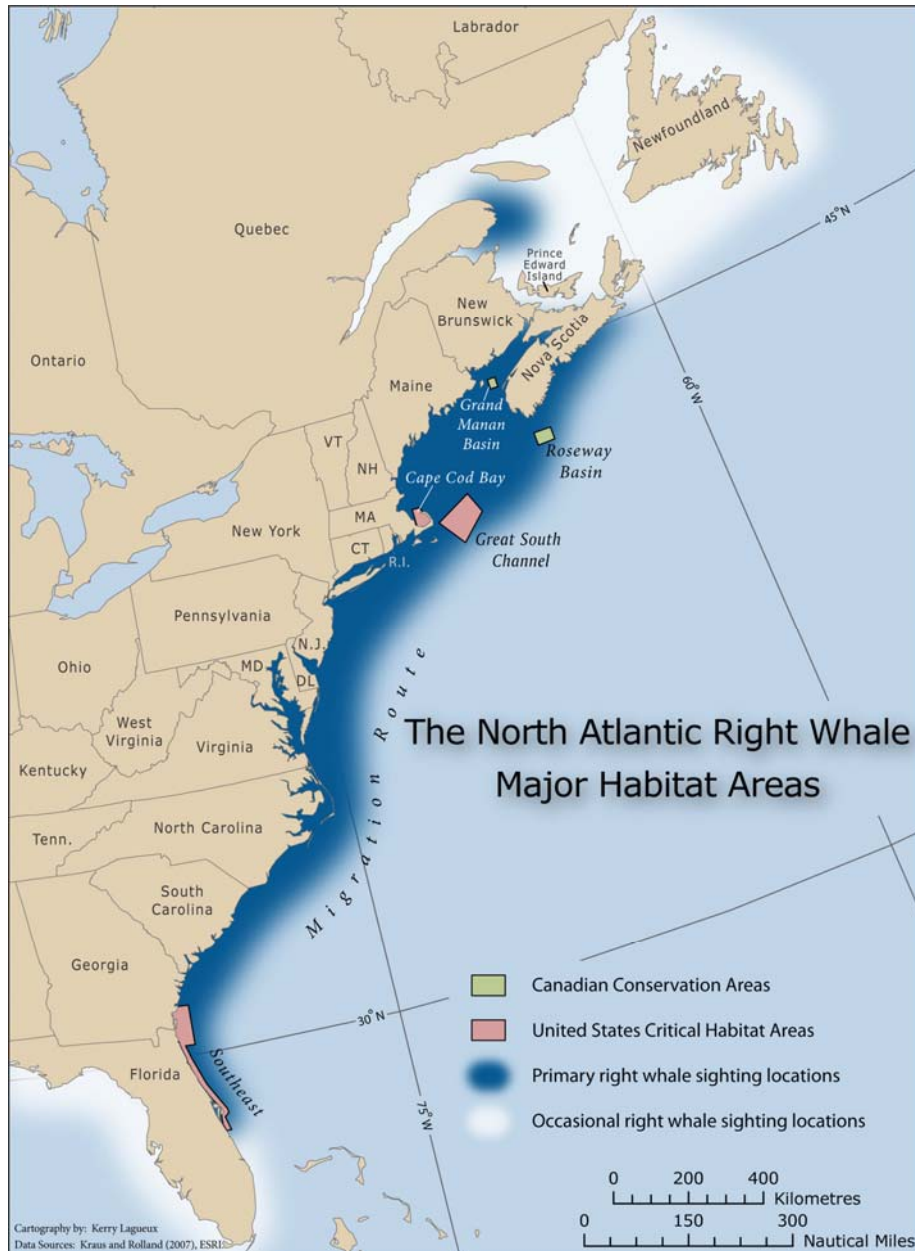 Labrador
Newfoundland
Quebec
45°N
Prince
Edward
Island
New
Brunswick
Nova Scotia
Ontario
Maine
60°W
Grand
Manan
Basin
Roseway
Basin
VT
NH
Cape Cod Bay
New York
MA
CT
R.I.
Great South
Channel
Pennsylvania
N.J.
Ohio
MD
DL
West
Virginia
Virginia
Kentucky
Migration Route
The North Atlantic Right Whale
Major Habitat Areas
North Carolina
Tenn.
South
Carolina
Georgia
30°N
Florida
Southeast
75°W
Canadian Conservation Areas
United States Critical Habitat Areas
Primary right whale sighting locations
Occasional right whale sighting locations
0 200 400
Kilometres
0 150 300
Nautical Miles
Cartography by: Kerry Lagueux
Data Sources: Kraus and Rolland (2007), ESRI